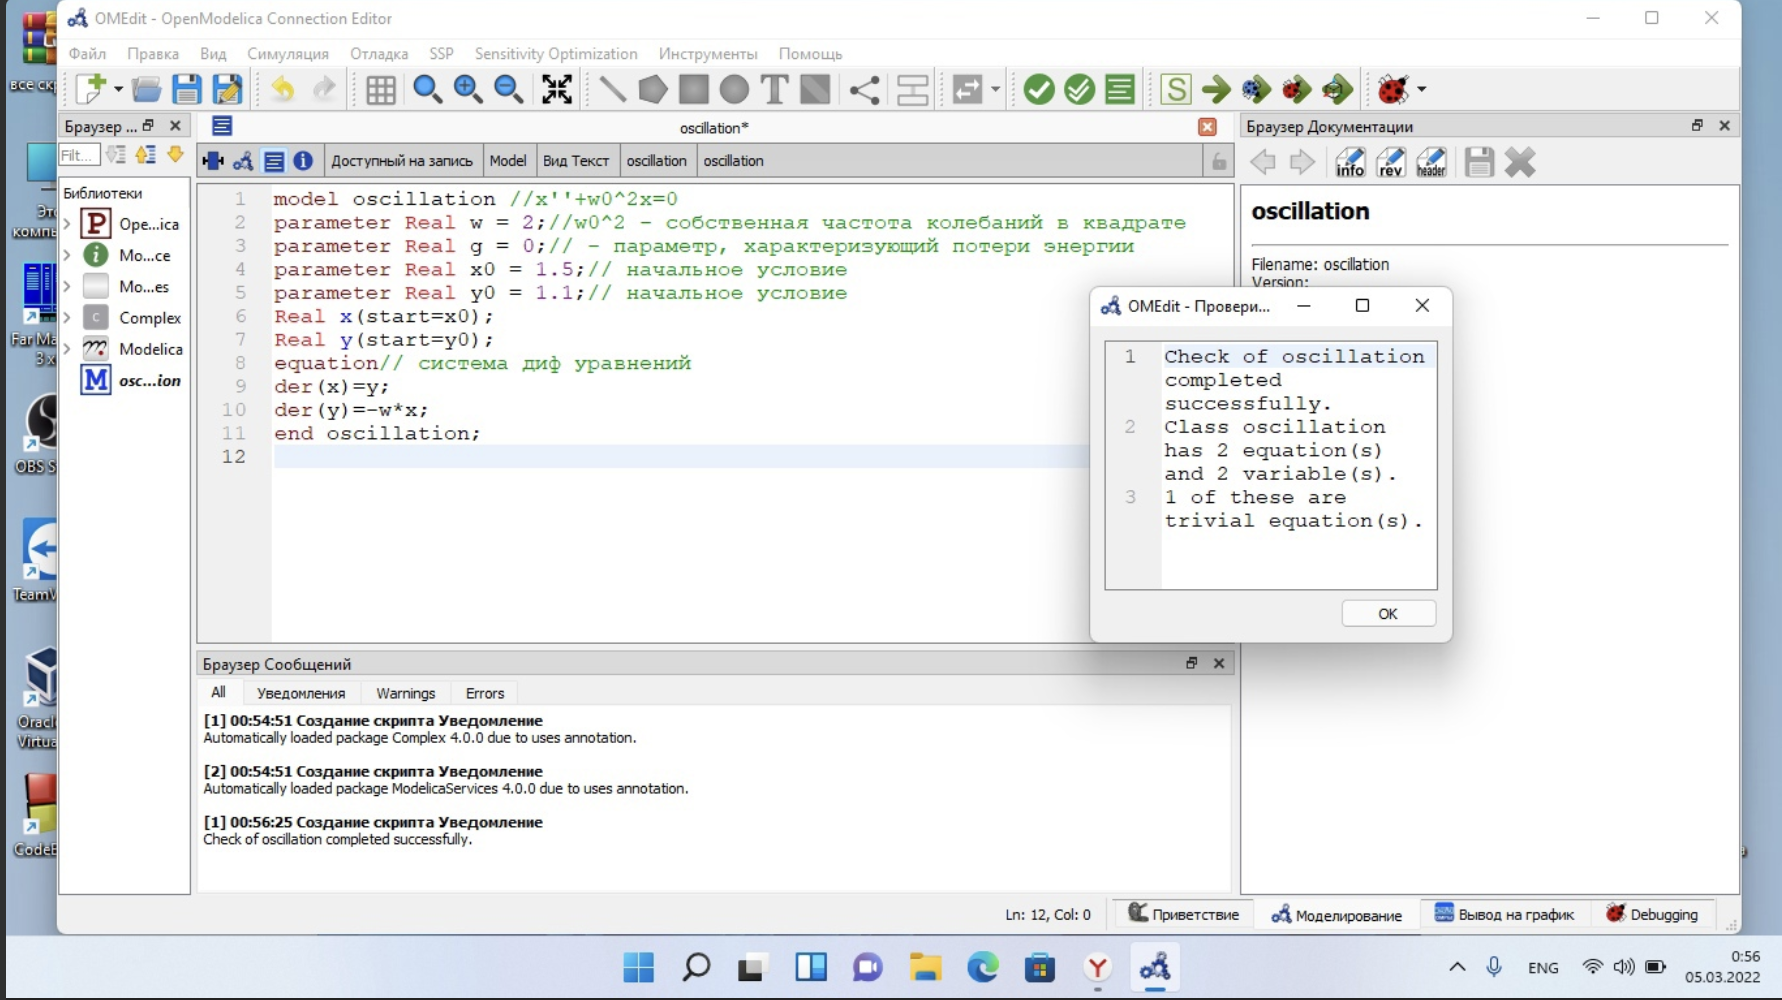 OMEdit - OpenModelica Connection Editor
Файл Правка Вид Симуляция Отладка SSP Sensitivity Optimization Инструменты Помощь
все
Браузер ...
oscillation*
Браузер Документации
Filt...
Доступный на запись Model Вид Текст oscillation oscillation
info rev header
Библиотеки
Ope...ica
Mo...ce
Mo...es
Complex
Modelica
osc...ion
1 model oscillation //x''+w0^2x=0
2 parameter Real w = 2;//w0^2 - собственная частота колебаний в квадрате
3 parameter Real g = 0;// - параметр, характеризующий потери энергии
4 parameter Real x0 = 1.5;// начальное условие
5 parameter Real y0 = 1.1;// начальное условие
6 Real x(start=x0);
7 Real y(start=y0);
8 equation// система диф уравнений
9 der(x)=y;
10 der(y)=-w*x;
11 end oscillation;
12
oscillation
Filename: oscillation
Version:
OMEdit - Провери...
1 Check of oscillation
completed
successfully.
2 Class oscillation
has 2 equation(s)
and 2 variable(s).
3 1 of these are
trivial equation(s).
OK
Far Ma
3 x
OBS S
TeamV
Oracl
Virtua
CodeB
Браузер Сообщений
All Уведомления Warnings Errors
[1] 00:54:51 Создание скрипта Уведомление
Automatically loaded package Complex 4.0.0 due to uses annotation.
[2] 00:54:51 Создание скрипта Уведомление
Automatically loaded package ModelicaServices 4.0.0 due to uses annotation.
[1] 00:56:25 Создание скрипта Уведомление
Check of oscillation completed successfully.
Ln: 12, Col: 0 Приветствие Моделирование Вывод на график Debugging
ENG
0:56
05.03.2022